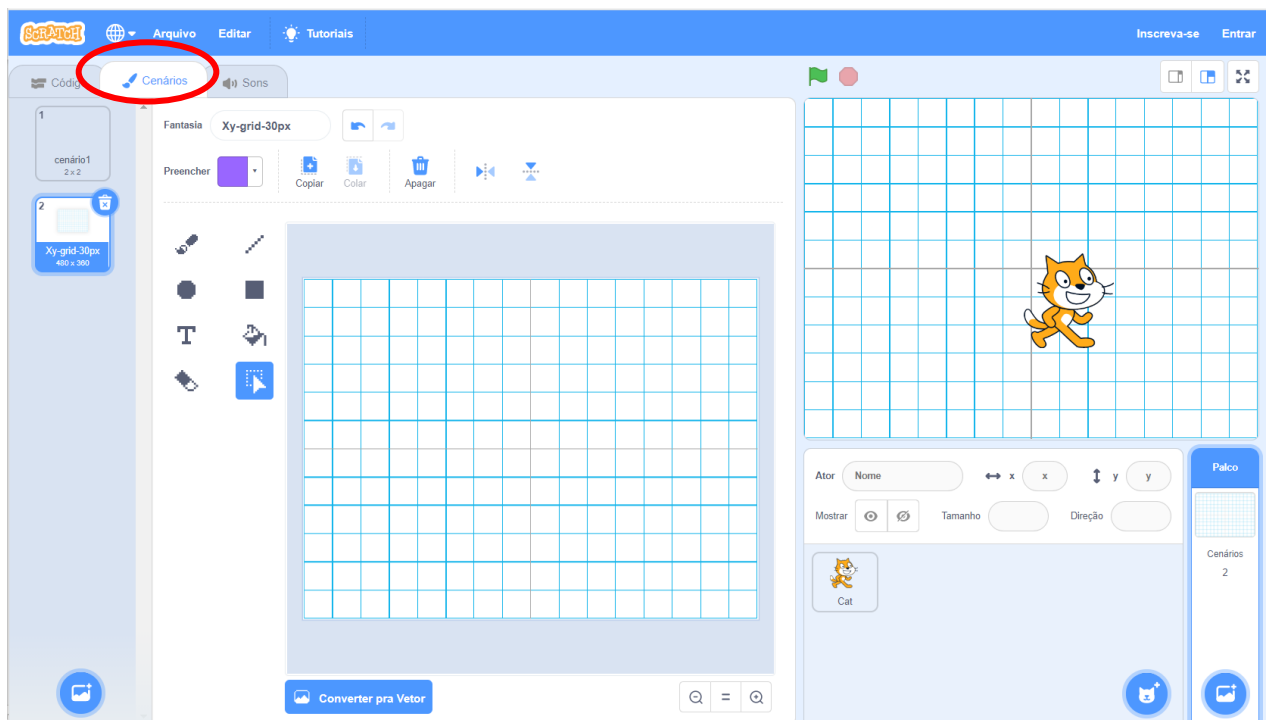 SCRATCH Arquivo Editar Tutoriais Inscreva-se Entrar
Códig Cenários Sons
1
cenário1
2 x 2
2
Xy-grid-30px
480 x 360
Fantasia Xy-grid-30px
Preencher Copiar Colar Apagar
T
Converter pra Vetor
=
Ator Nome x x y y
Mostrar Tamanho Direção
Cat
Palco
Cenários
2